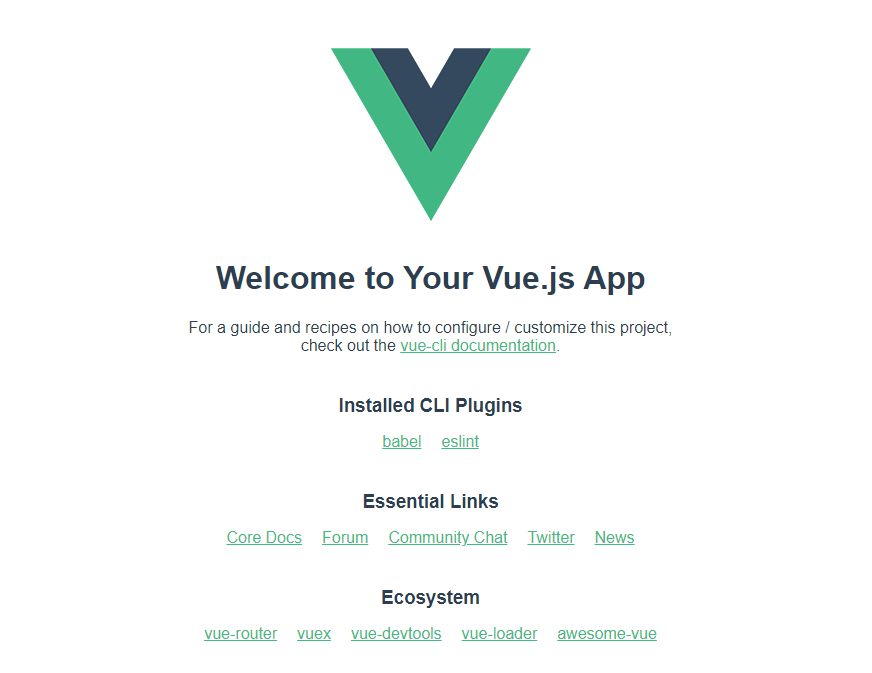 Welcome to Your Vue.js App
For a guide and recipes on how to configure / customize this project,
check out the vue-cli documentation.
Installed CLI Plugins
babel eslint
Essential Links
Core Docs Forum Community Chat Twitter News
Ecosystem
vue-router vuex vue-devtools vue-loader awesome-vue